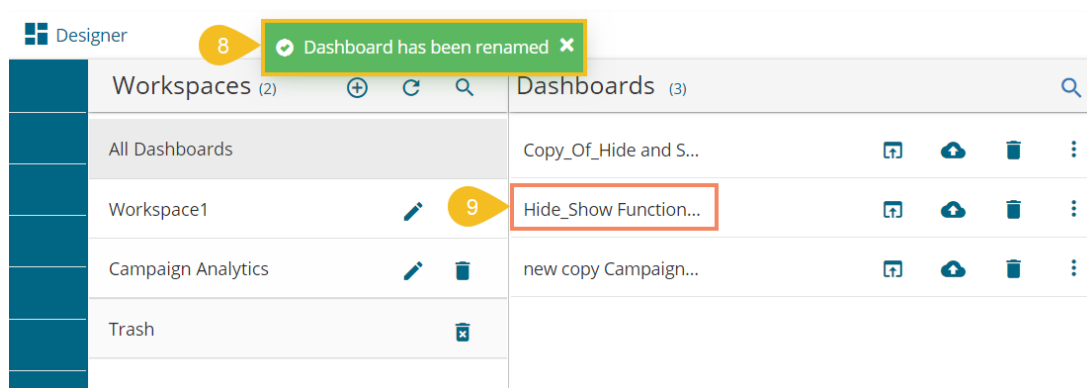 Designer
8
Dashboard has been renamed
Workspaces (2)
Dashboards (3)
All Dashboards
Copy_Of_Hide and S...
Workspace1
9
Hide_Show Function...
Campaign Analytics
new copy Campaign...
Trash